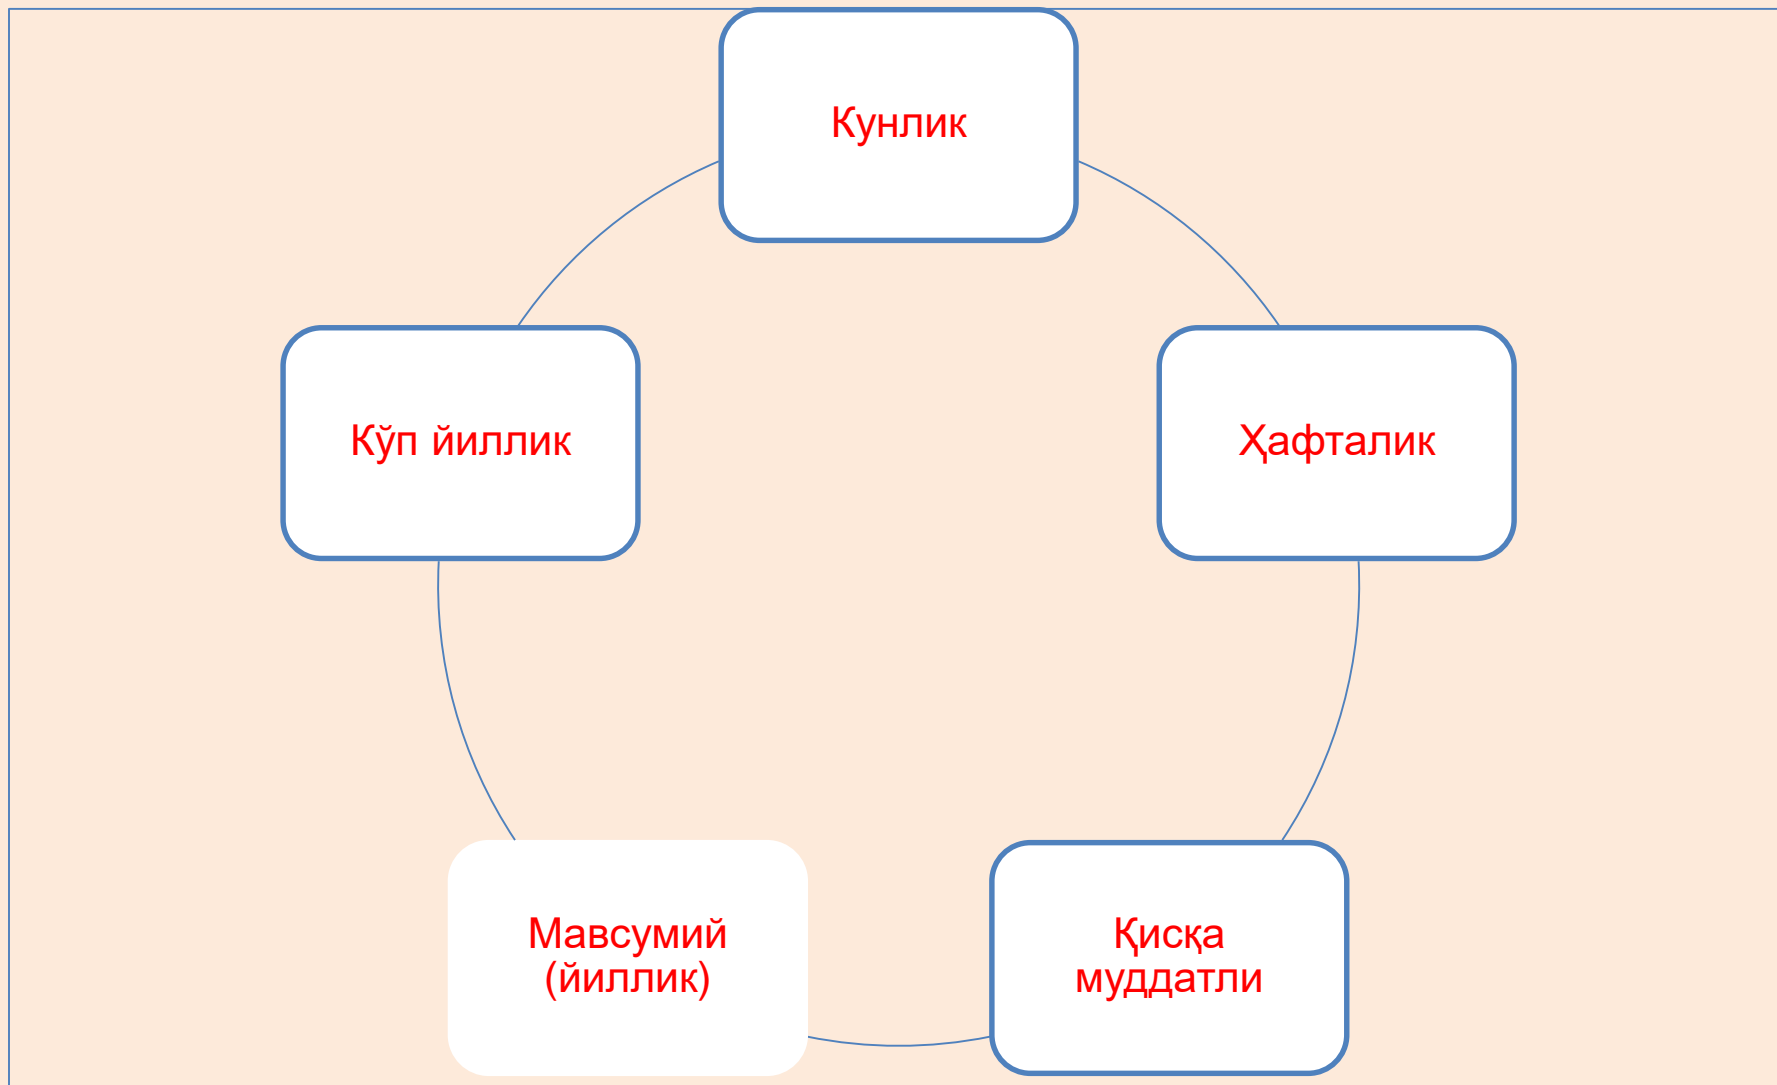 Кунлик
Кўп йиллик
Ҳафталик
Мавсумий
(йиллик)
Қисқа
муддатли